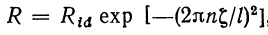 R = R_{id} exp [—(2πnζ/l)²],